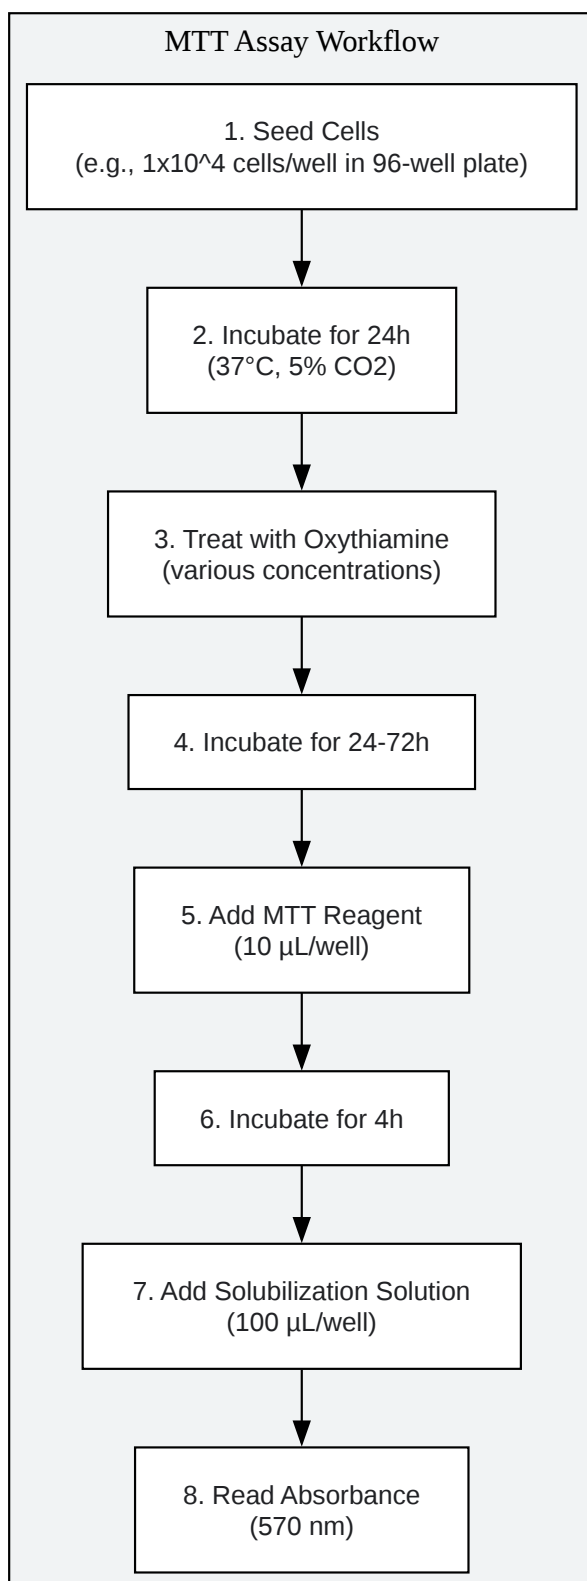 MTT Assay Workflow
1. Seed Cells
(e.g., 1x10^4 cells/well in 96-well plate)
2. Incubate for 24h
(37°C, 5% CO2)
3. Treat with Oxythiamine
(various concentrations)
4. Incubate for 24-72h
5. Add MTT Reagent
(10 µL/well)
6. Incubate for 4h
7. Add Solubilization Solution
(100 µL/well)
8. Read Absorbance
(570 nm)